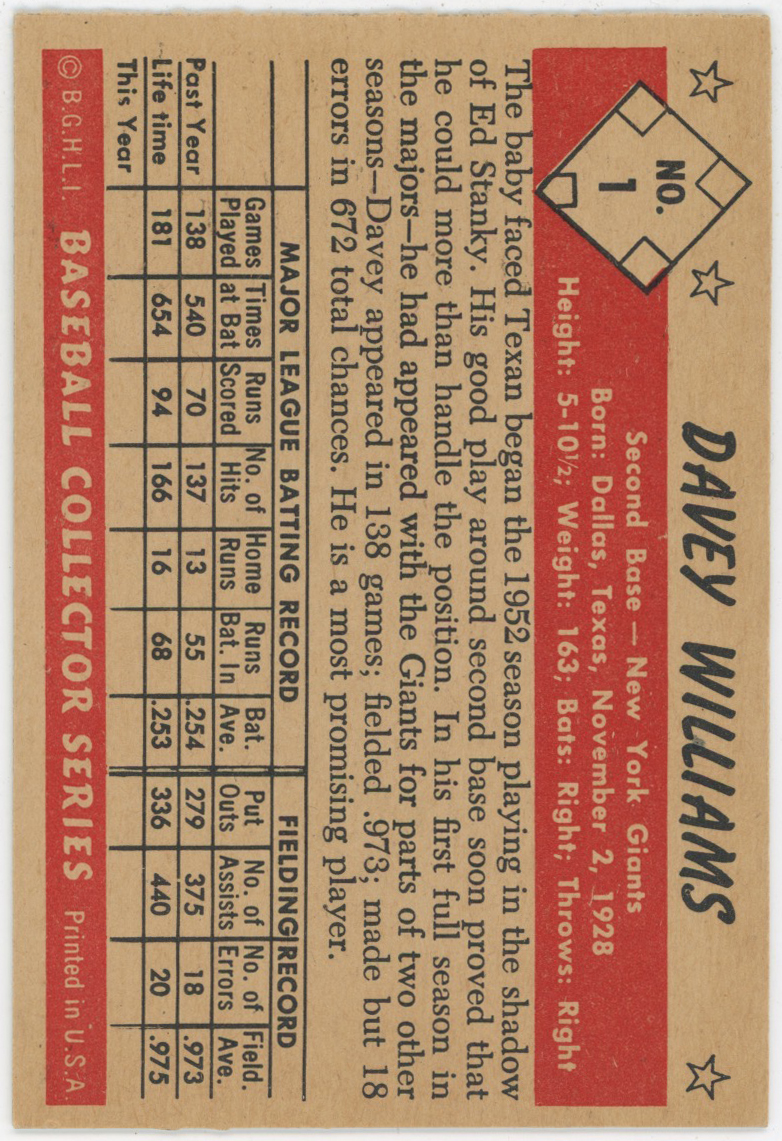 NO.
1
DAVEY WILLIAMS
Second Base — New York Giants
Born: Dallas, Texas, November 2, 1928
Height: 5-10½; Weight: 163; Bats: Right; Throws: Right
The baby faced Texan began the 1952 season playing in the shadow
of Ed Stanky. His good play around second base soon proved that
he could more than handle the position. In his first full season in
the majors—he had appeared with the Giants for parts of two other
seasons—Davey appeared in 138 games; fielded .973; made but 18
errors in 672 total chances. He is a most promising player.
MAJOR LEAGUE BATTING RECORD FIELDING RECORD
Games Times Runs No. of Home Runs Bat. Put No. of No. of Field.
Played at Bat Scored Hits Runs Bat. In Ave. Outs Assists Errors Ave.
Past Year 138 540 70 137 13 55 .254 279 375 18 .973
Life time 181 654 94 166 16 68 .253 336 440 20 .975
This Year
© B.G.H.L.I. BASEBALL COLLECTOR SERIES Printed in U.S.A.